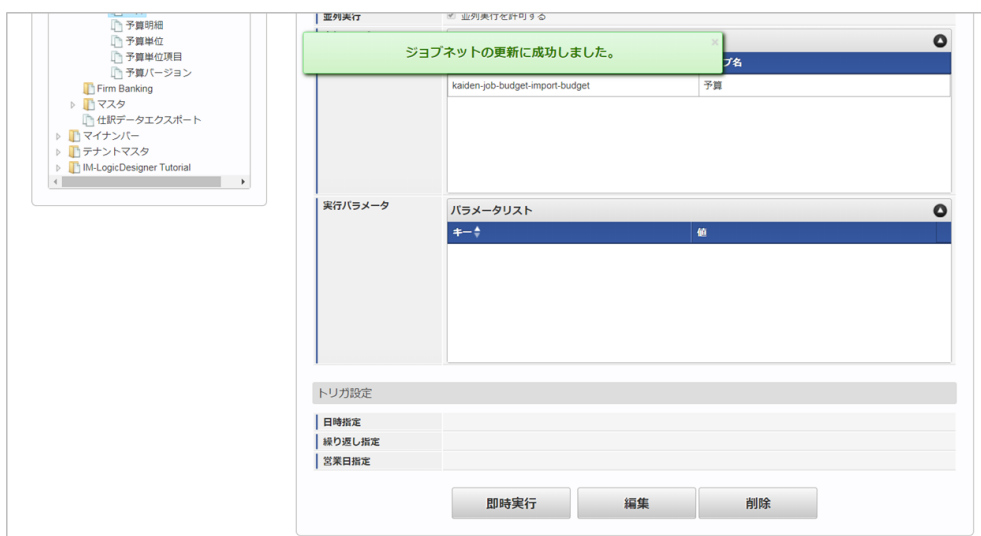 予算明細
予算単位
予算単位項目
予算バージョン
Firm Banking
マスタ
仕訳データエクスポート
マイナンバー
テナントマスタ
IM-LogicDesigner Tutorial
並列実行
並列実行を許可する
ジョブネットの更新に成功しました。
×
ブ名
kaiden-job-budget-import-budget
予算
実行パラメータ
パラメータリスト
キー
値
トリガ設定
日時指定
繰り返し指定
営業日指定
即時実行
編集
削除